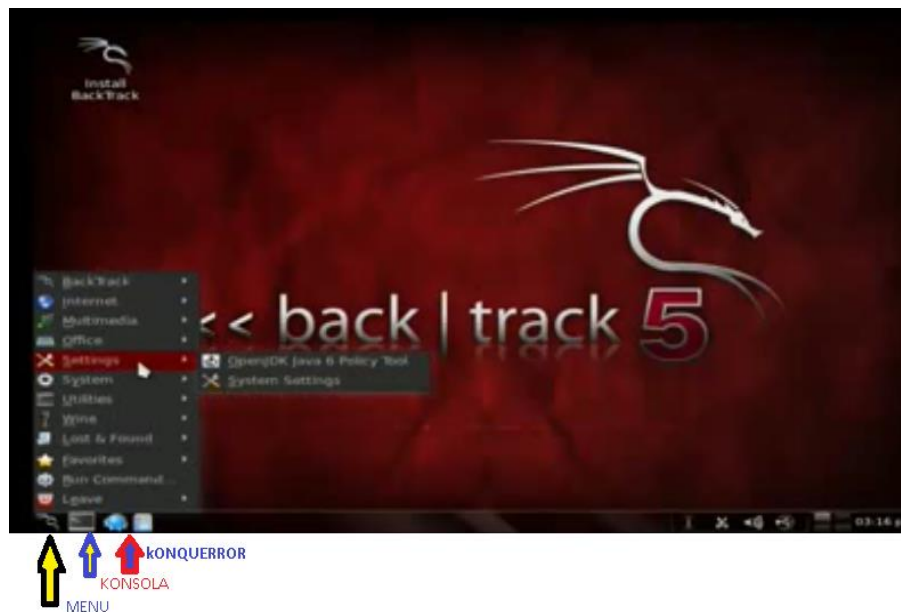 Install
BackTrack
<< back | track 5
BackTrack
Internet
Multimedia
Office
Settings
OpenJDK Java 6 Policy Tool
System
System Settings
Utilities
Wine
Lost & Found
Favorites
Run Command...
Leave
03:16
kONQUERROR
KONSOLA
MENU